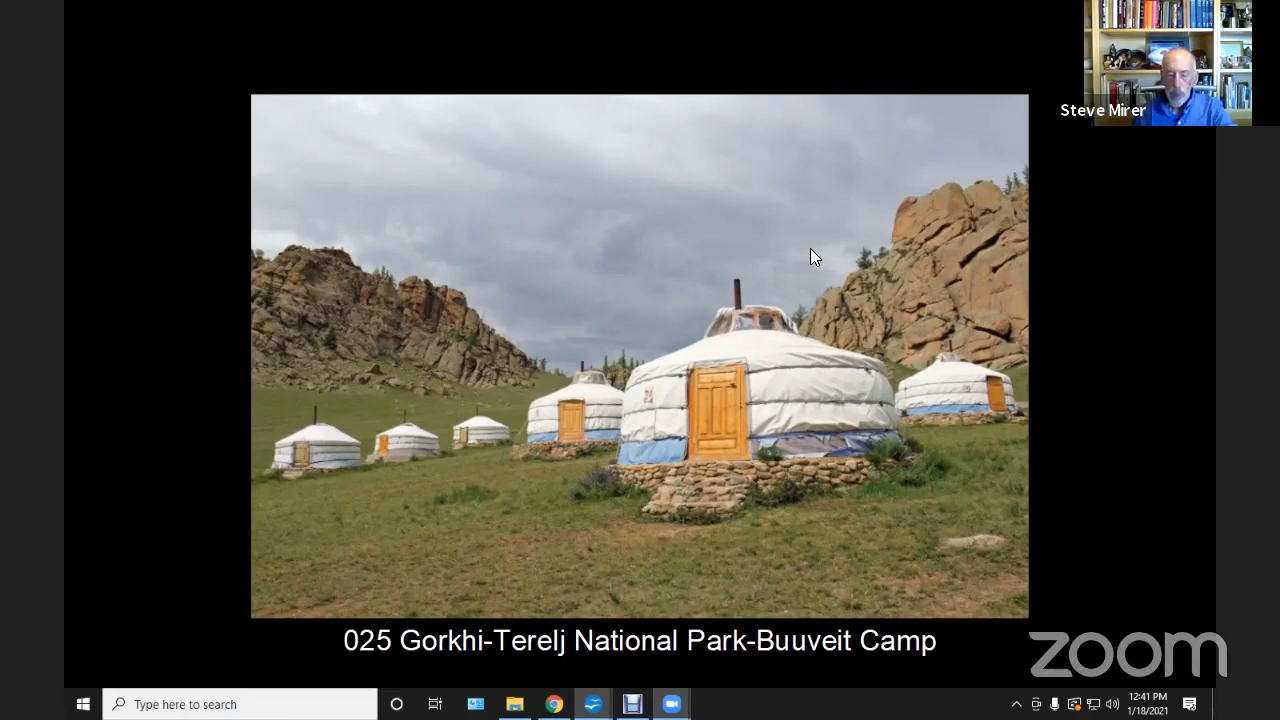 Steve Mirer
025 Gorkhi-Terelj National Park-Buuveit Camp
zoom
Type here to search
12:41 PM
1/18/2021